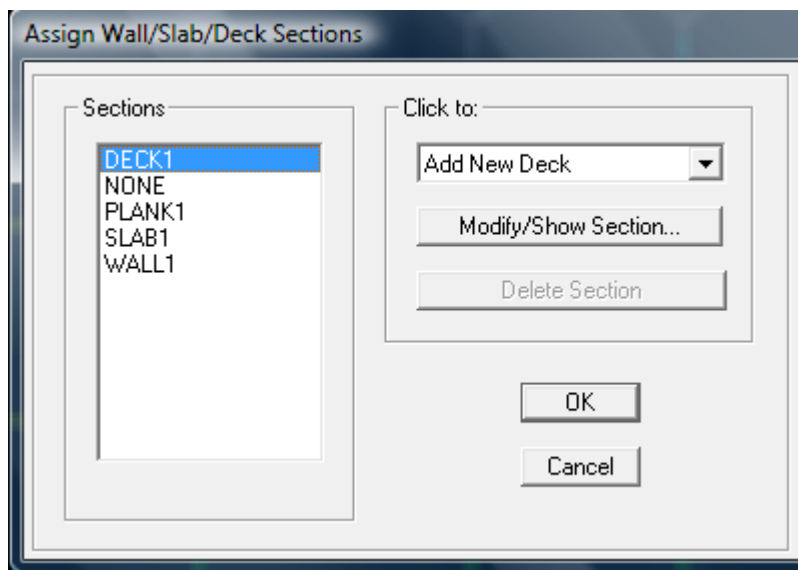 Assign Wall/Slab/Deck Sections
Sections
DECK1
NONE
PLANK1
SLAB1
WALL1
Click to:
Add New Deck
Modify/Show Section...
Delete Section
OK
Cancel